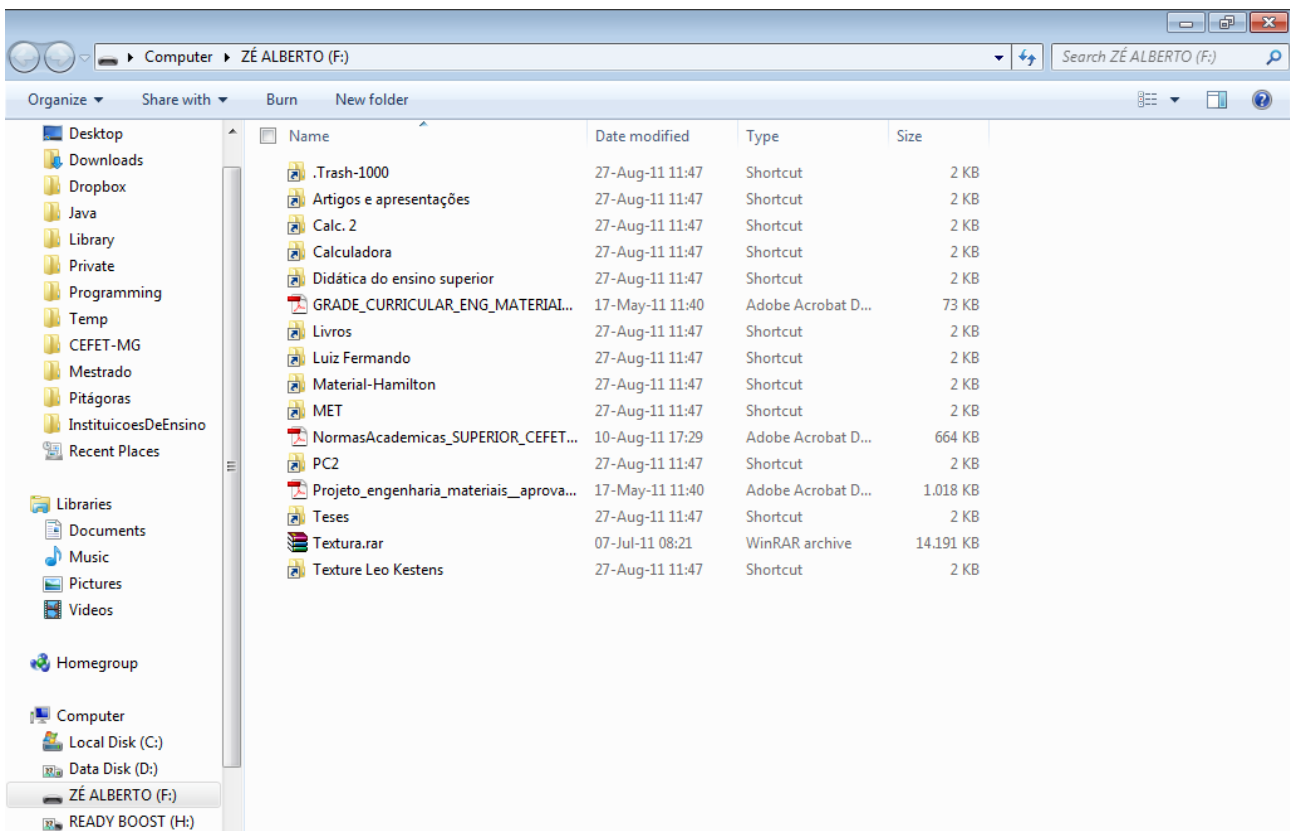 Computer ZÉ ALBERTO (F:) Search ZÉ ALBERTO (F:)
Organize Share with Burn New folder
Desktop
Downloads
Dropbox
Java
Library
Private
Programming
Temp
CEFET-MG
Mestrado
Pitágoras
InstituicoesDeEnsino
Recent Places
Libraries
Documents
Music
Pictures
Videos
Homegroup
Computer
Local Disk (C:)
Data Disk (D:)
ZÉ ALBERTO (F:)
READY BOOST (H:)
Name Date modified Type Size
.Trash-1000 27-Aug-11 11:47 Shortcut 2 KB
Artigos e apresentações 27-Aug-11 11:47 Shortcut 2 KB
Calc. 2 27-Aug-11 11:47 Shortcut 2 KB
Calculadora 27-Aug-11 11:47 Shortcut 2 KB
Didática do ensino superior 27-Aug-11 11:47 Shortcut 2 KB
GRADE_CURRICULAR_ENG_MATERIAI... 17-May-11 11:40 Adobe Acrobat D... 73 KB
Livros 27-Aug-11 11:47 Shortcut 2 KB
Luiz Fermando 27-Aug-11 11:47 Shortcut 2 KB
Material-Hamilton 27-Aug-11 11:47 Shortcut 2 KB
MET 27-Aug-11 11:47 Shortcut 2 KB
NormasAcademicas_SUPERIOR_CEFET... 10-Aug-11 17:29 Adobe Acrobat D... 664 KB
PC2 27-Aug-11 11:47 Shortcut 2 KB
Projeto_engenharia_materiais__aprova... 17-May-11 11:40 Adobe Acrobat D... 1.018 KB
Teses 27-Aug-11 11:47 Shortcut 2 KB
Textura.rar 07-Jul-11 08:21 WinRAR archive 14.191 KB
Texture Leo Kestens 27-Aug-11 11:47 Shortcut 2 KB